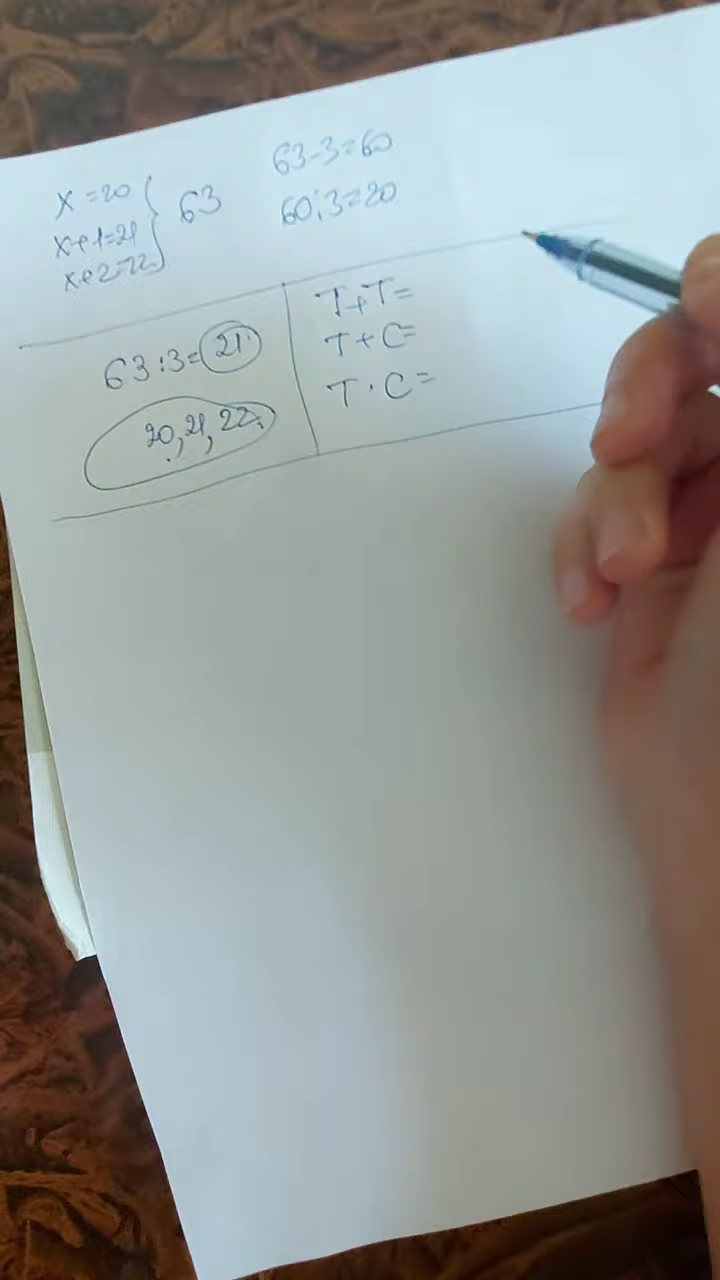 x = 20
x+1=21
x+2=22
} 63
63-3=60
60:3=20
63:3=21
20, 21, 22
T+T=
T+C=
T·C=